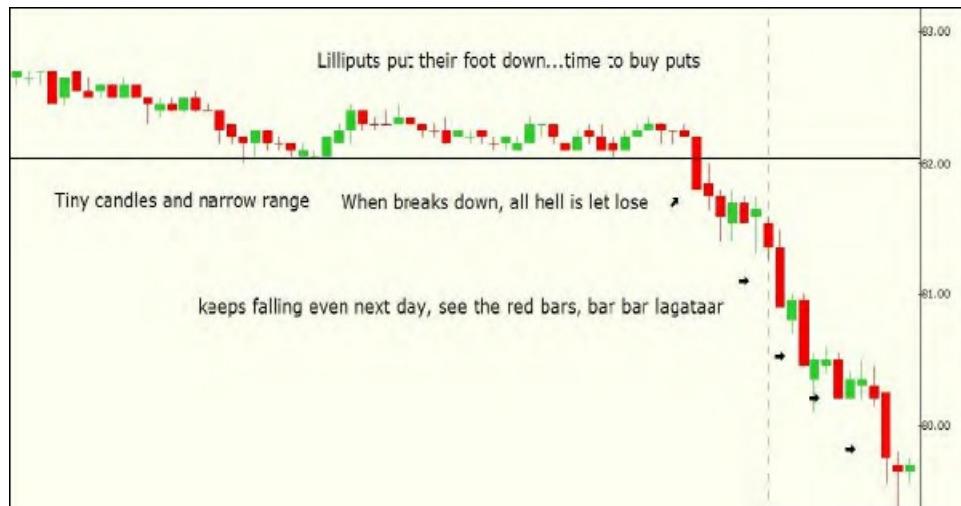 83.00
Lilliputs put their foot down...time to buy puts
82.00
Tiny candles and narrow range
When breaks down, all hell is let lose
81.00
keeps falling even next day, see the red bars, bar bar lagataar
80.00